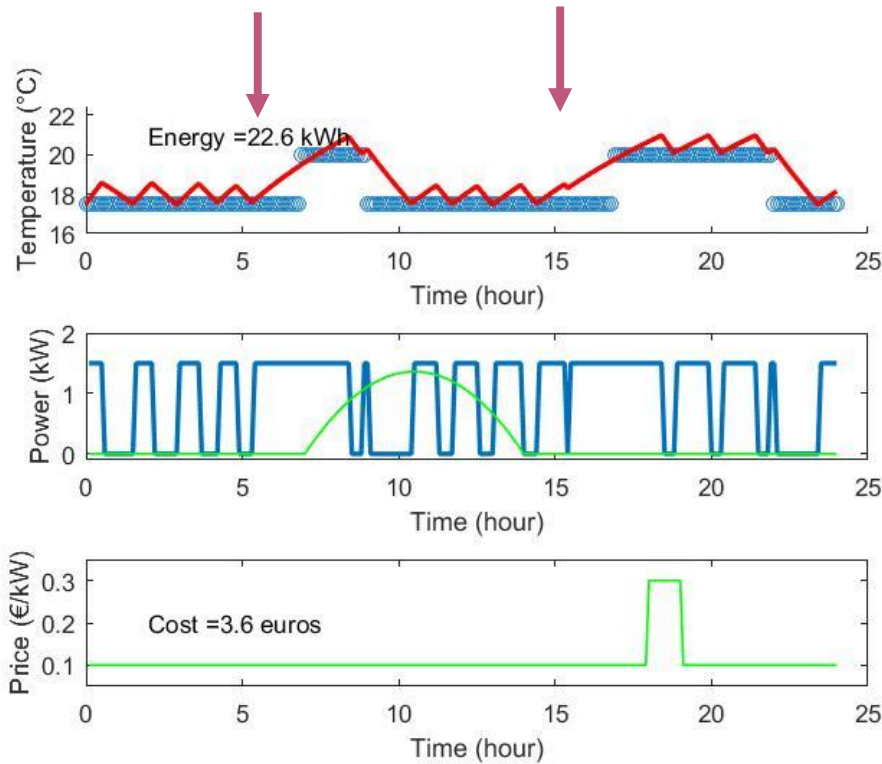 Temperature (°C)
22
20
18
16
Energy =22.6 kWh
0 5 10 15 20 25
Time (hour)
Power (kW)
2
1
0
0 5 10 15 20 25
Time (hour)
Price (€/kW)
0.3
0.2
0.1
Cost =3.6 euros
0 5 10 15 20 25
Time (hour)